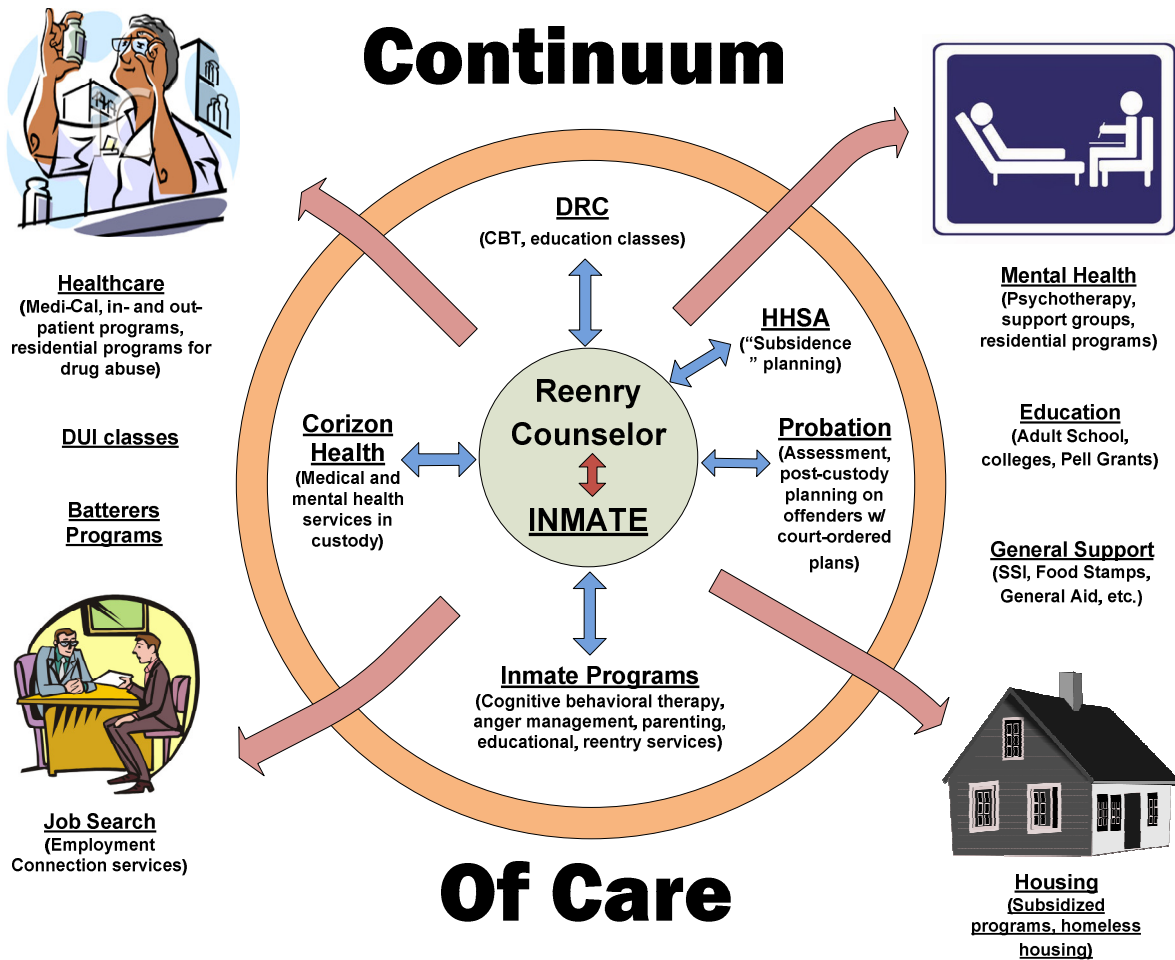 Continuum
DRC
(CBT, education classes)
HHSA
("Subsidence
" planning)
Reenry
Counselor
INMATE
Corizon
Health
(Medical and
mental health
services in
custody)
Probation
(Assessment,
post-custody
planning on
offenders w/
court-ordered
plans)
Inmate Programs
(Cognitive behavioral therapy,
anger management, parenting,
educational, reentry services)
Healthcare
(Medi-Cal, in- and out-
patient programs,
residential programs for
drug abuse)
DUI classes
Batterers
Programs
Job Search
(Employment
Connection services)
Mental Health
(Psychotherapy,
support groups,
residential programs)
Education
(Adult School,
colleges, Pell Grants)
General Support
(SSI, Food Stamps,
General Aid, etc.)
Housing
(Subsidized
programs, homeless
housing)
Of Care